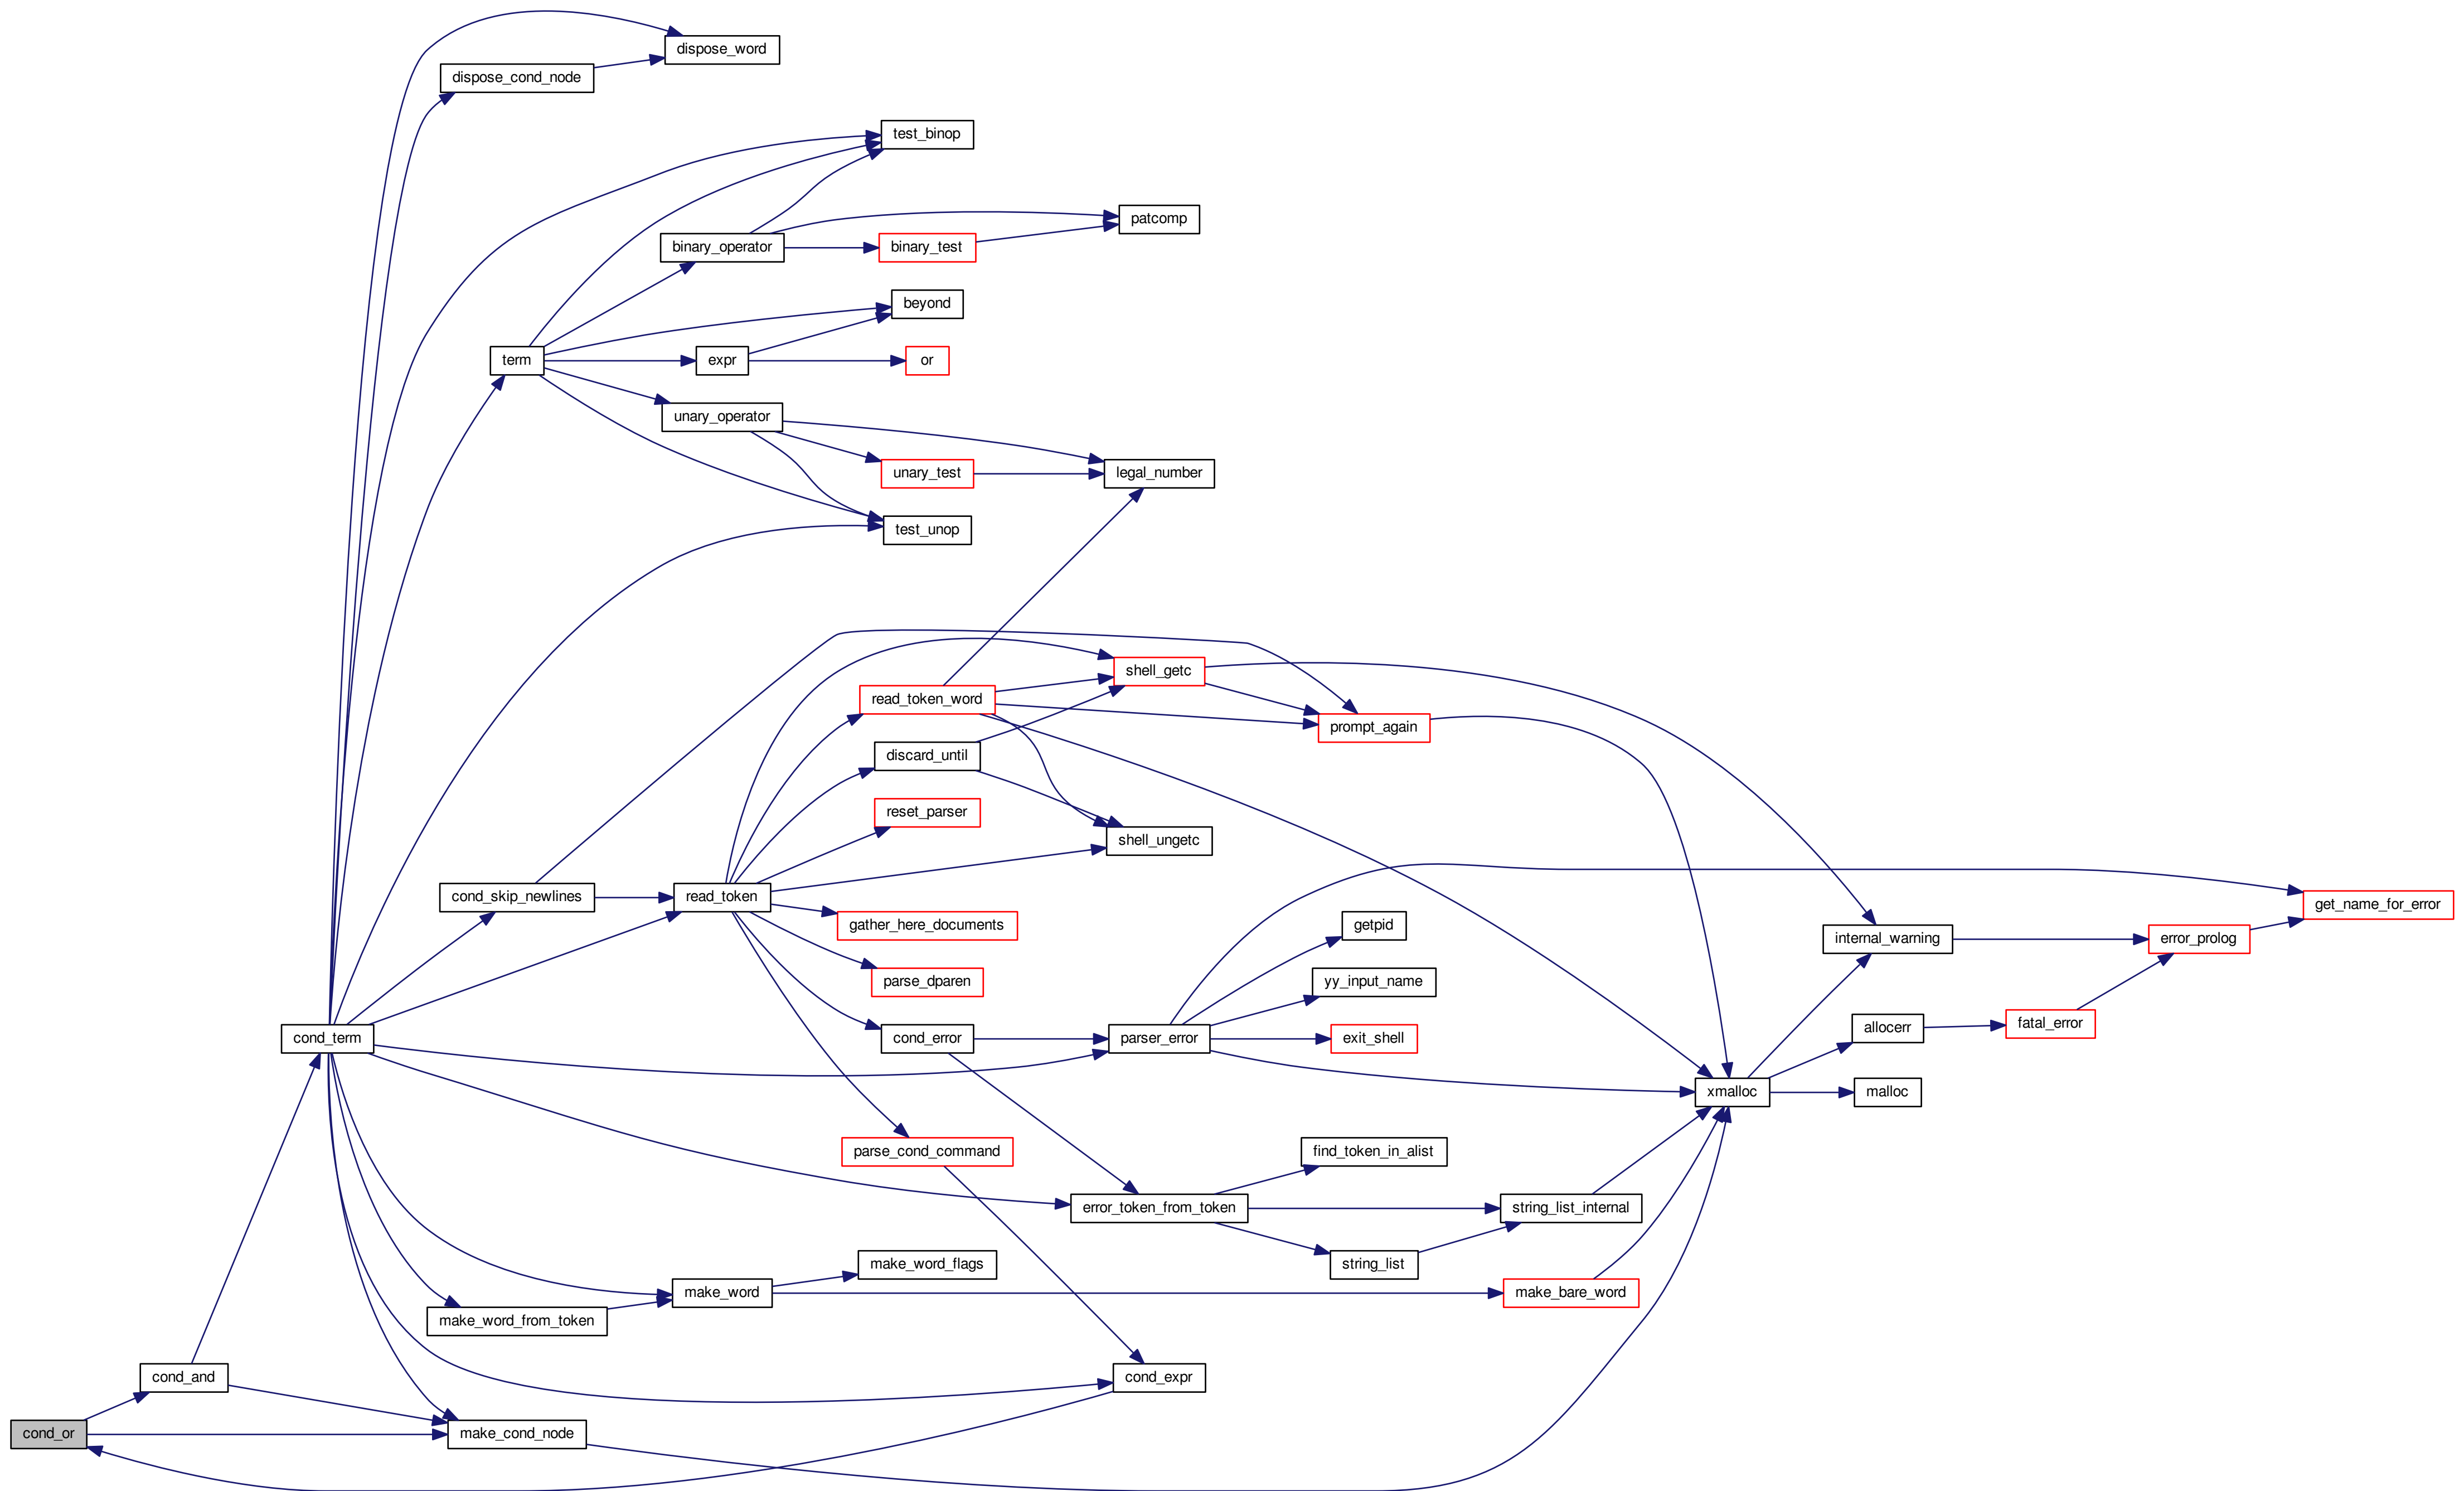 dispose_word
dispose_cond_node
test_binop
patcomp
binary_operator
binary_test
beyond
term
expr
or
unary_operator
unary_test
legal_number
test_unop
shell_getc
read_token_word
prompt_again
discard_until
reset_parser
shell_ungetc
cond_skip_newlines
read_token
get_name_for_error
gather_here_documents
getpid
internal_warning
error_prolog
parse_dparen
yy_input_name
cond_term
cond_error
parser_error
exit_shell
allocerr
fatal_error
xmalloc
malloc
parse_cond_command
find_token_in_alist
error_token_from_token
string_list_internal
make_word_flags
string_list
make_word
make_bare_word
make_word_from_token
cond_and
cond_expr
cond_or
make_cond_node